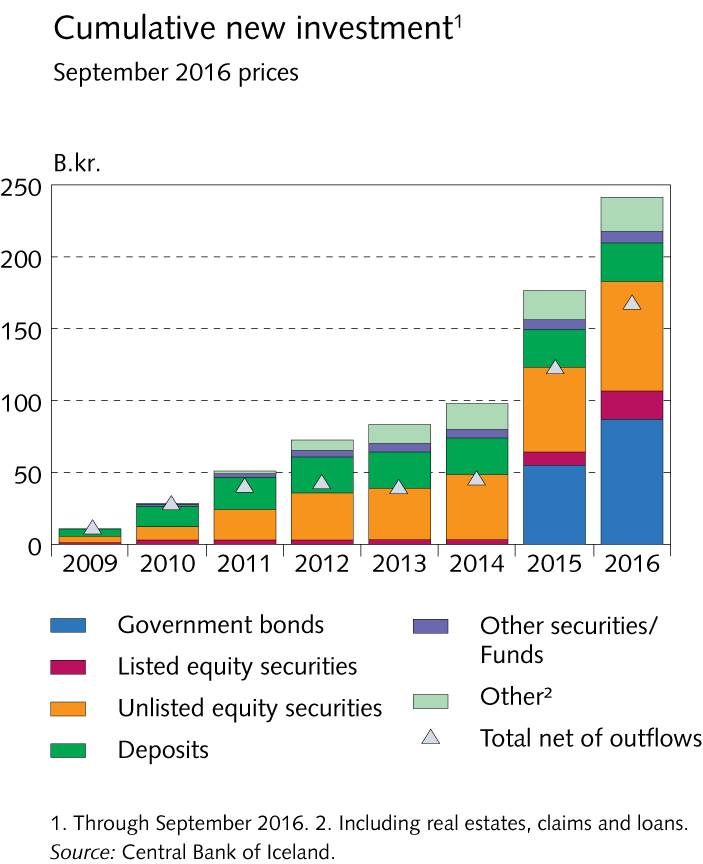 Cumulative new investment¹
September 2016 prices
B.kr.
250
200
150
100
50
0
2009 2010 2011 2012 2013 2014 2015 2016
Government bonds
Listed equity securities
Unlisted equity securities
Deposits
Other securities/
Funds
Other²
Total net of outflows
1. Through September 2016. 2. Including real estates, claims and loans.
Source: Central Bank of Iceland.